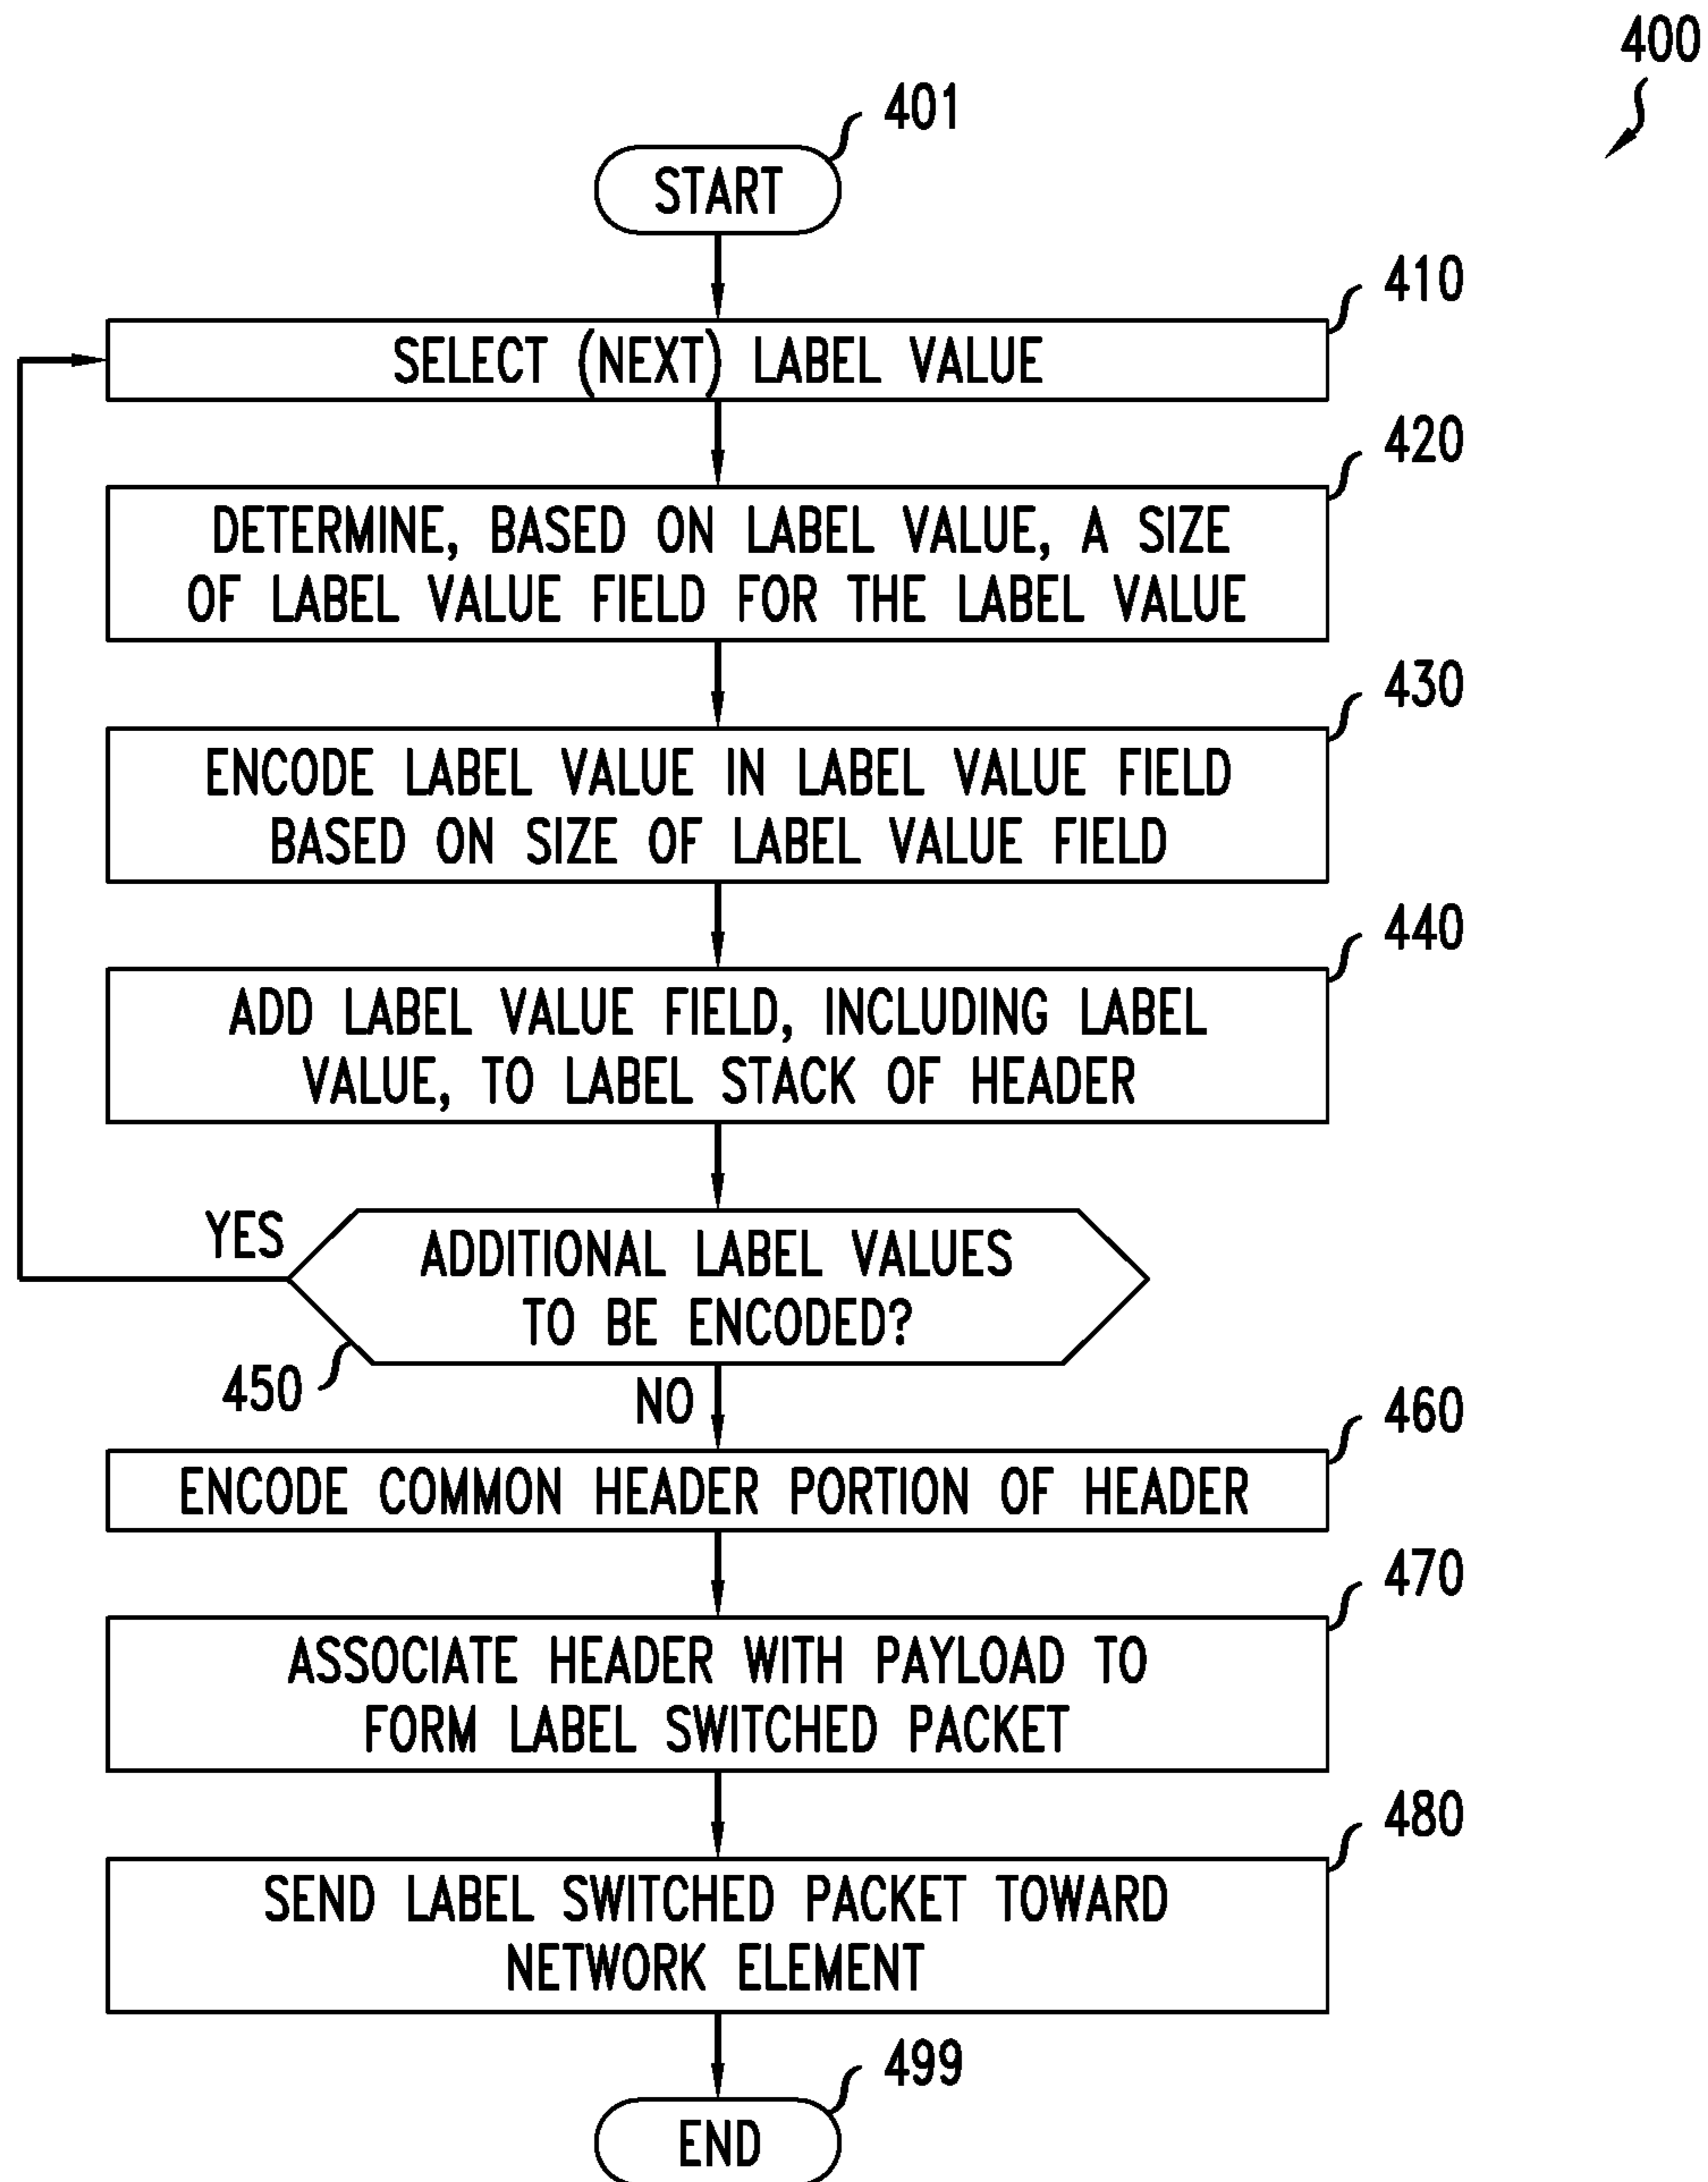 400
401
START
410
SELECT (NEXT) LABEL VALUE
420
DETERMINE, BASED ON LABEL VALUE, A SIZE
OF LABEL VALUE FIELD FOR THE LABEL VALUE
430
ENCODE LABEL VALUE IN LABEL VALUE FIELD
BASED ON SIZE OF LABEL VALUE FIELD
440
ADD LABEL VALUE FIELD, INCLUDING LABEL
VALUE, TO LABEL STACK OF HEADER
YES
ADDITIONAL LABEL VALUES
TO BE ENCODED?
450
NO
460
ENCODE COMMON HEADER PORTION OF HEADER
470
ASSOCIATE HEADER WITH PAYLOAD TO
FORM LABEL SWITCHED PACKET
480
SEND LABEL SWITCHED PACKET TOWARD
NETWORK ELEMENT
499
END